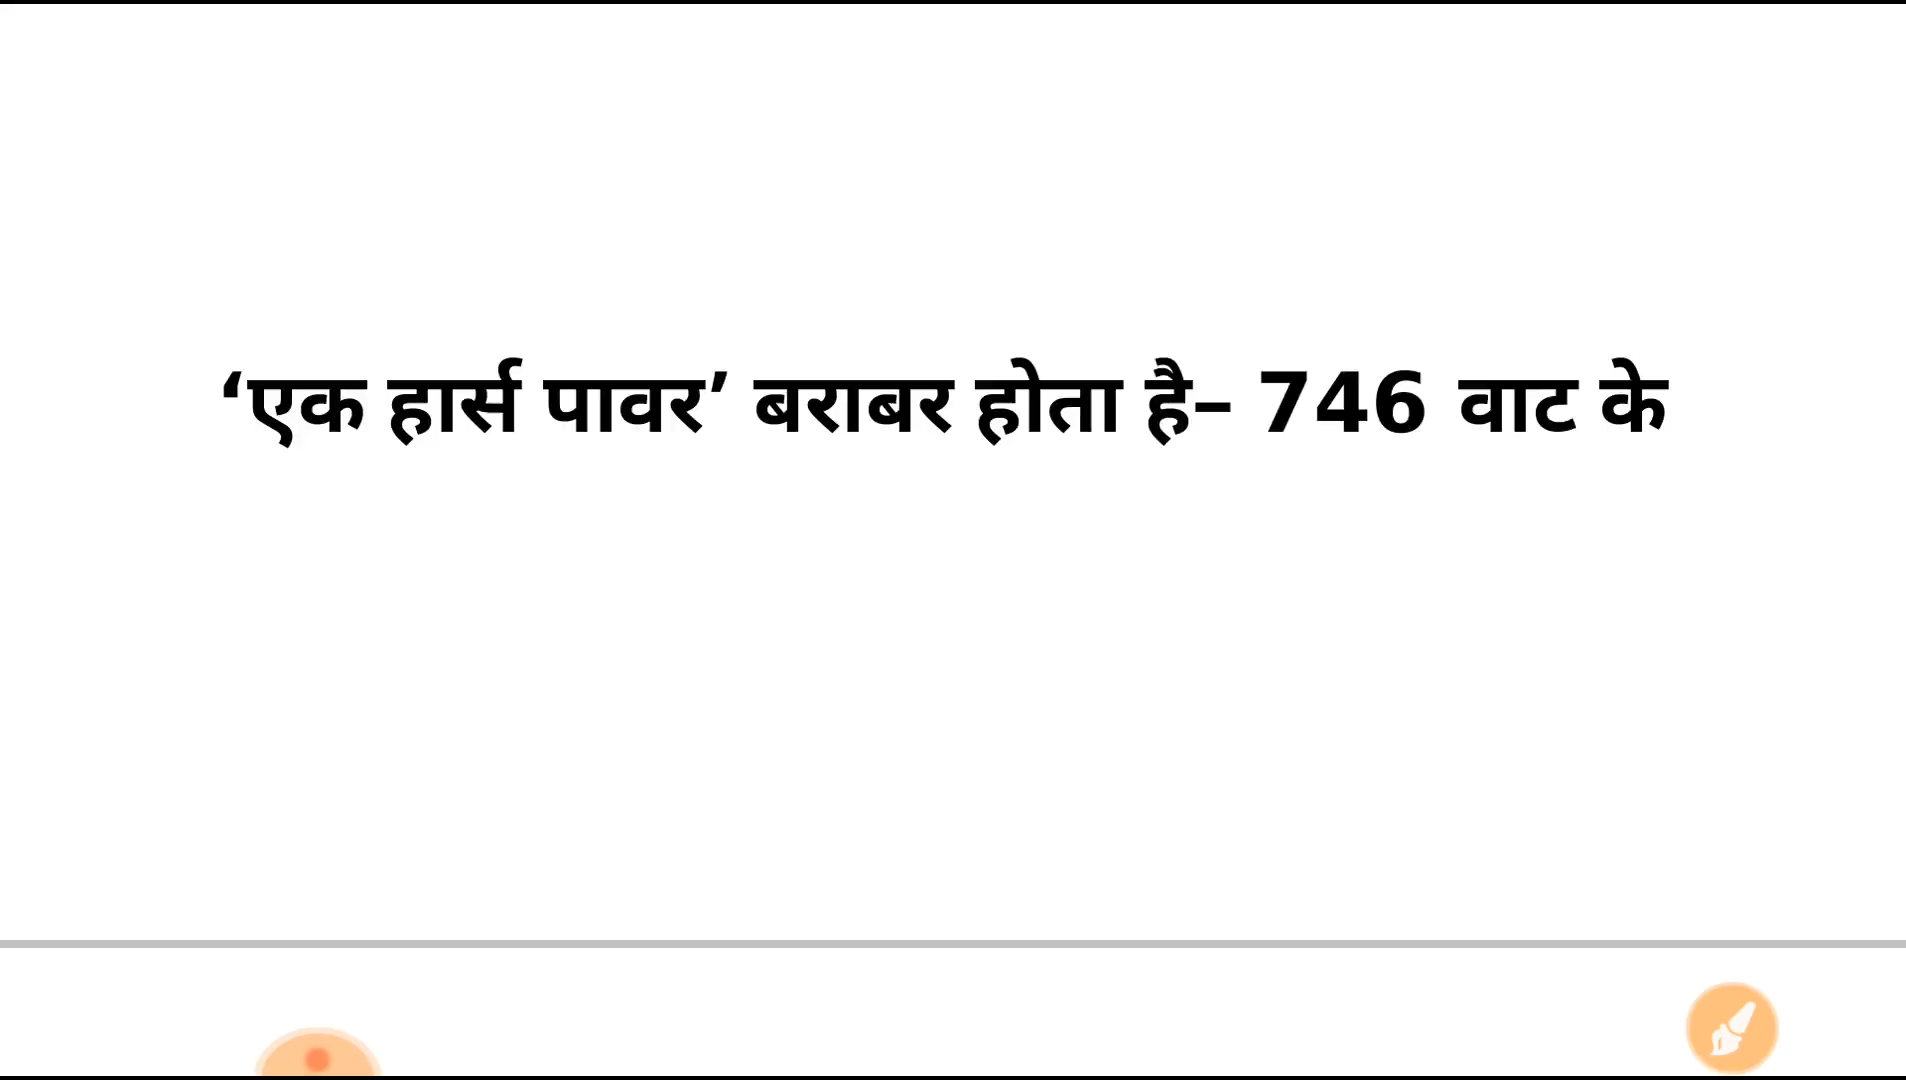 ‘एक हार्स पावर’ बराबर होता है– 746 वाट के